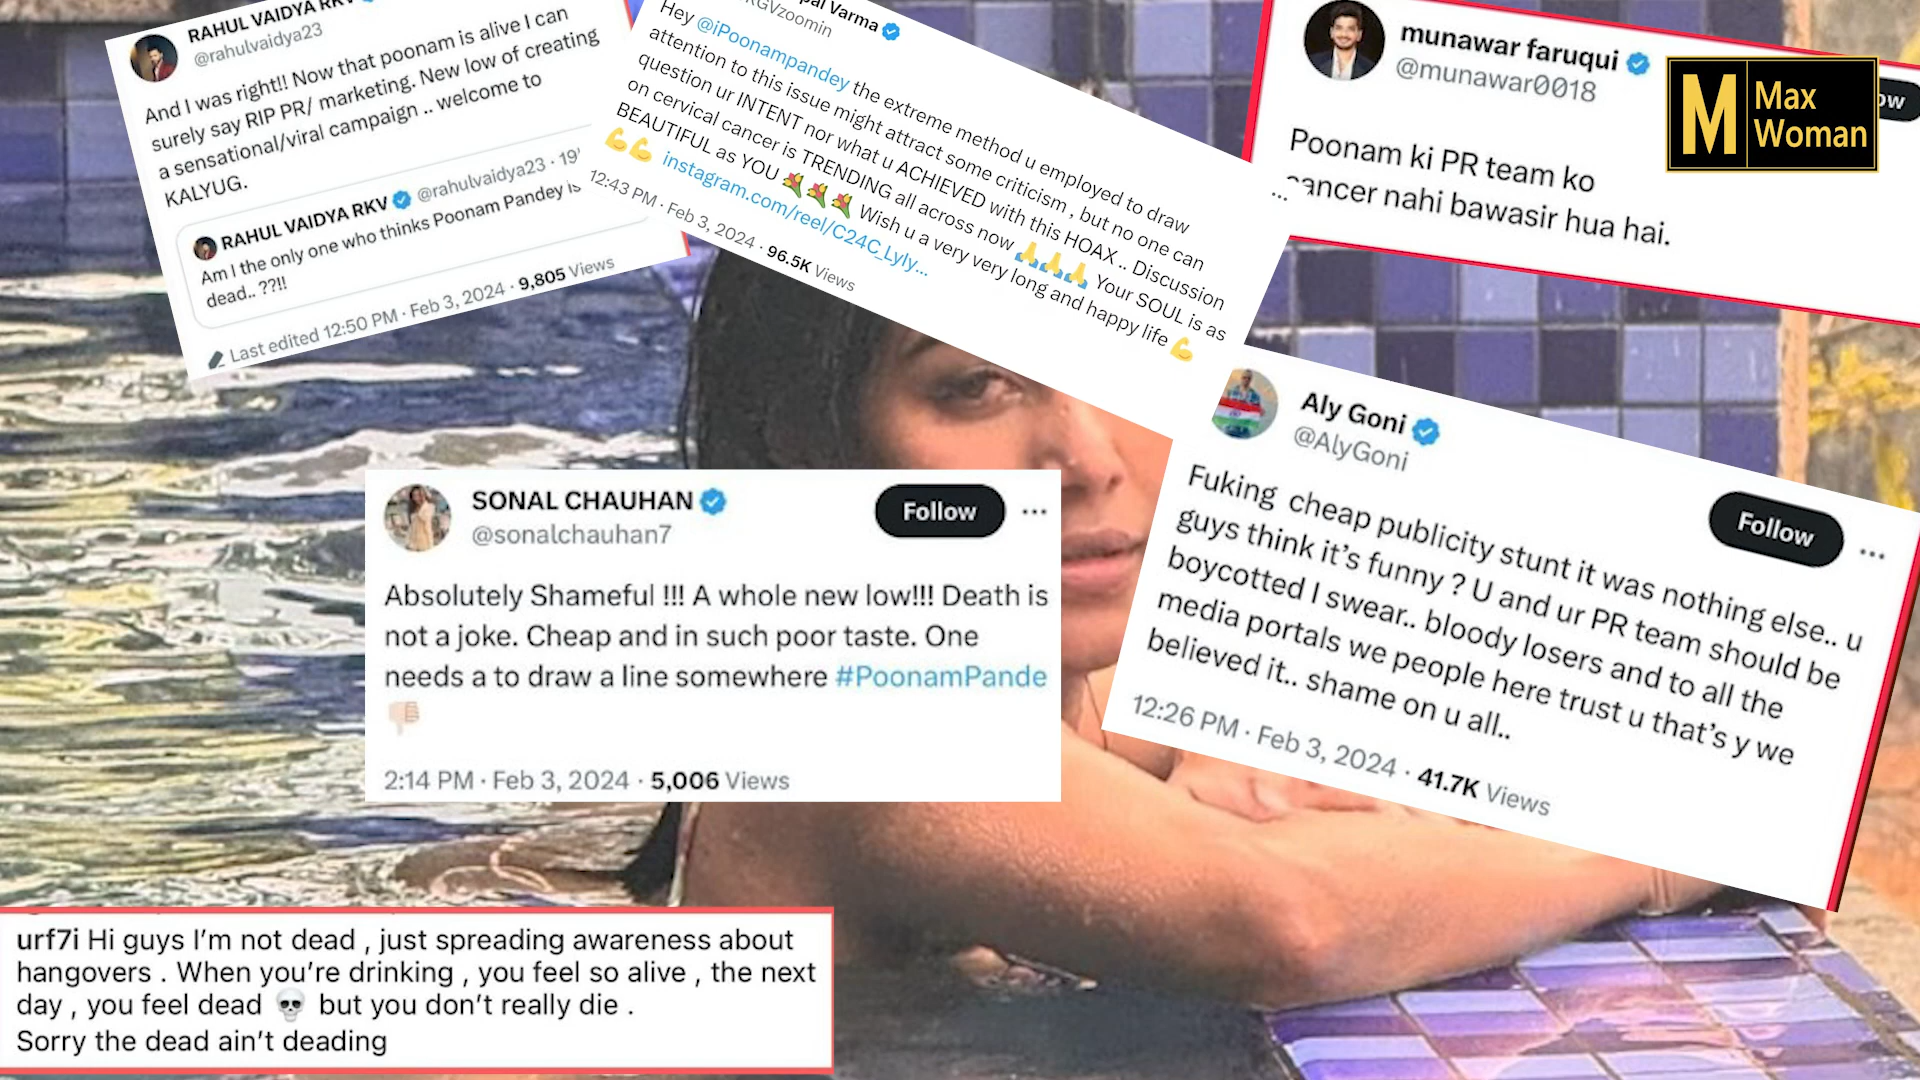 RAHUL VAIDYA RKV
@rahulvaidya23
And I was right!! Now that poonam is alive I can
surely say RIP PR/ marketing. New low of creating
a sensational/viral campaign .. welcome to
KALYUG.
RAHUL VAIDYA RKV @rahulvaidya23 · 19
Am I the only one who thinks Poonam Pandey is
dead.. ??!!
Last edited 12:50 PM · Feb 3, 2024 · 9,805 Views
Varma
Hey @iPoonampandey the extreme method u employed to draw
attention to this issue might attract some criticism , but no one can
question ur INTENT nor what u ACHIEVED with this HOAX .. Discussion
on cervical cancer is TRENDING all across now 🙏🙏🙏 Your SOUL is as
BEAUTIFUL as YOU 💐💐💐 Wish u a very very long and happy life 💪
💪💪 instagram.com/reel/C24C_Lyly...
12:43 PM · Feb 3, 2024 · 96.5K Views
munawar faruqui
@munawar0018
Poonam ki PR team ko
cancer nahi bawasir hua hai.
M Max
Woman
Aly Goni
@AlyGoni
Follow
Fuking cheap publicity stunt it was nothing else.. u
guys think it's funny ? U and ur PR team should be
boycotted I swear.. bloody losers and to all the
media portals we people here trust u that's y we
believed it.. shame on u all..
12:26 PM · Feb 3, 2024 · 41.7K Views
SONAL CHAUHAN
@sonalchauhan7
Follow
Absolutely Shameful !!! A whole new low!!! Death is
not a joke. Cheap and in such poor taste. One
needs a to draw a line somewhere #PoonamPande
👎🏻
2:14 PM · Feb 3, 2024 · 5,006 Views
urf7i Hi guys I'm not dead , just spreading awareness about
hangovers . When you're drinking , you feel so alive , the next
day , you feel dead 💀 but you don't really die .
Sorry the dead ain't deading